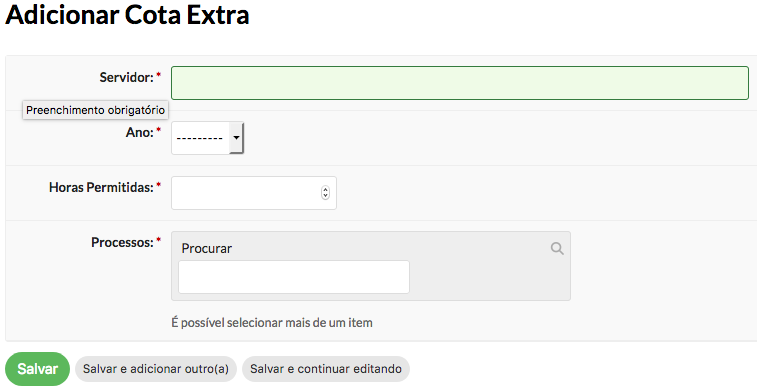 Adicionar Cota Extra
Servidor: *
Preenchimento obrigatório
Ano: * ---------
Horas Permitidas: *
Processos: * Procurar
É possível selecionar mais de um item
Salvar Salvar e adicionar outro(a) Salvar e continuar editando